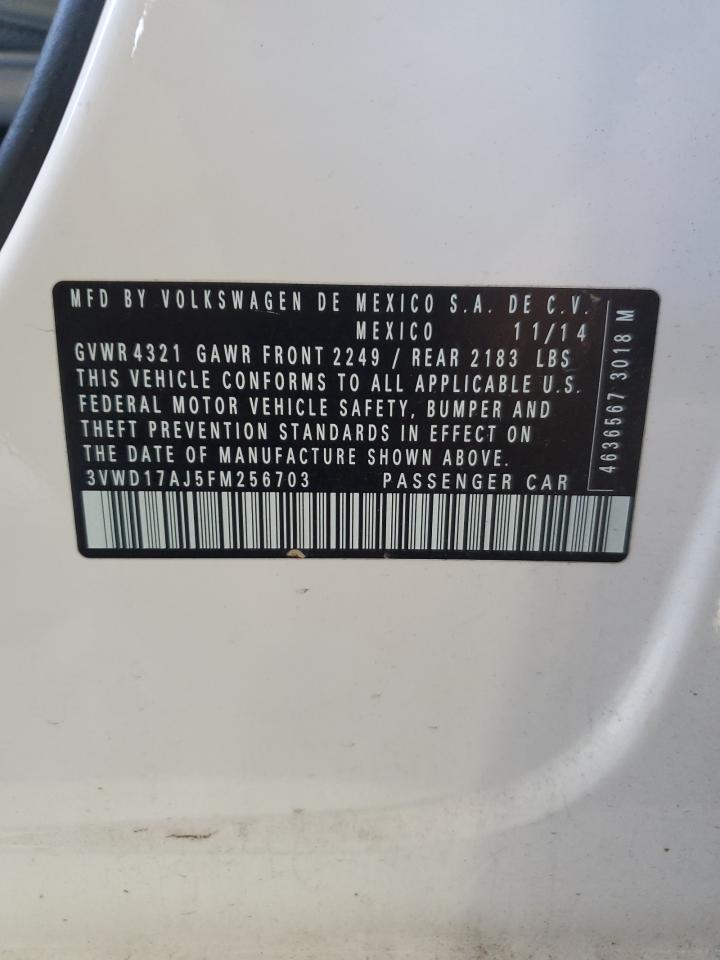 MFD BY VOLKSWAGEN DE MEXICO S.A. DE C.V.
MEXICO 11/14
GVWR 4321 GAWR FRONT 2249 / REAR 2183 LBS
THIS VEHICLE CONFORMS TO ALL APPLICABLE U.S.
FEDERAL MOTOR VEHICLE SAFETY, BUMPER AND
THEFT PREVENTION STANDARDS IN EFFECT ON
THE DATE OF MANUFACTURE SHOWN ABOVE.
3VWD17AJ5FM256703 PASSENGER CAR
4636567 3018 M